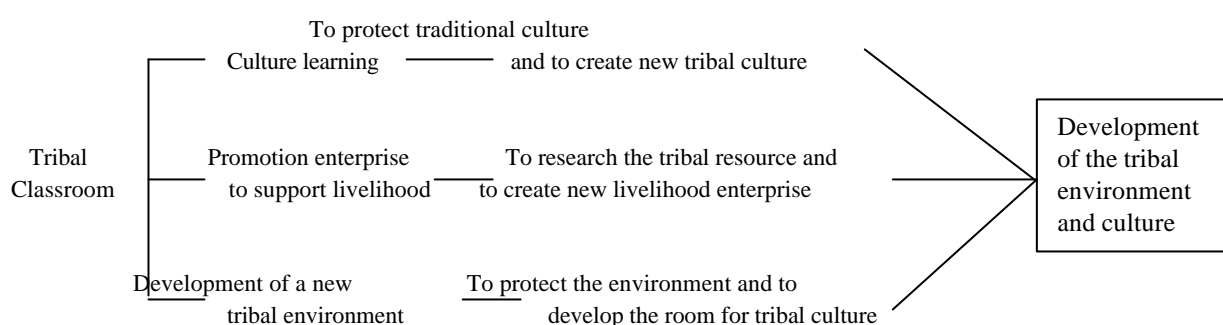 To protect traditional culture
Culture learning
and to create new tribal culture
Tribal
Classroom
Promotion enterprise
to support livelihood
To research the tribal resource and
to create new livelihood enterprise
Development of a new
tribal environment
To protect the environment and to
develop the room for tribal culture
Development
of the tribal
environment
and culture